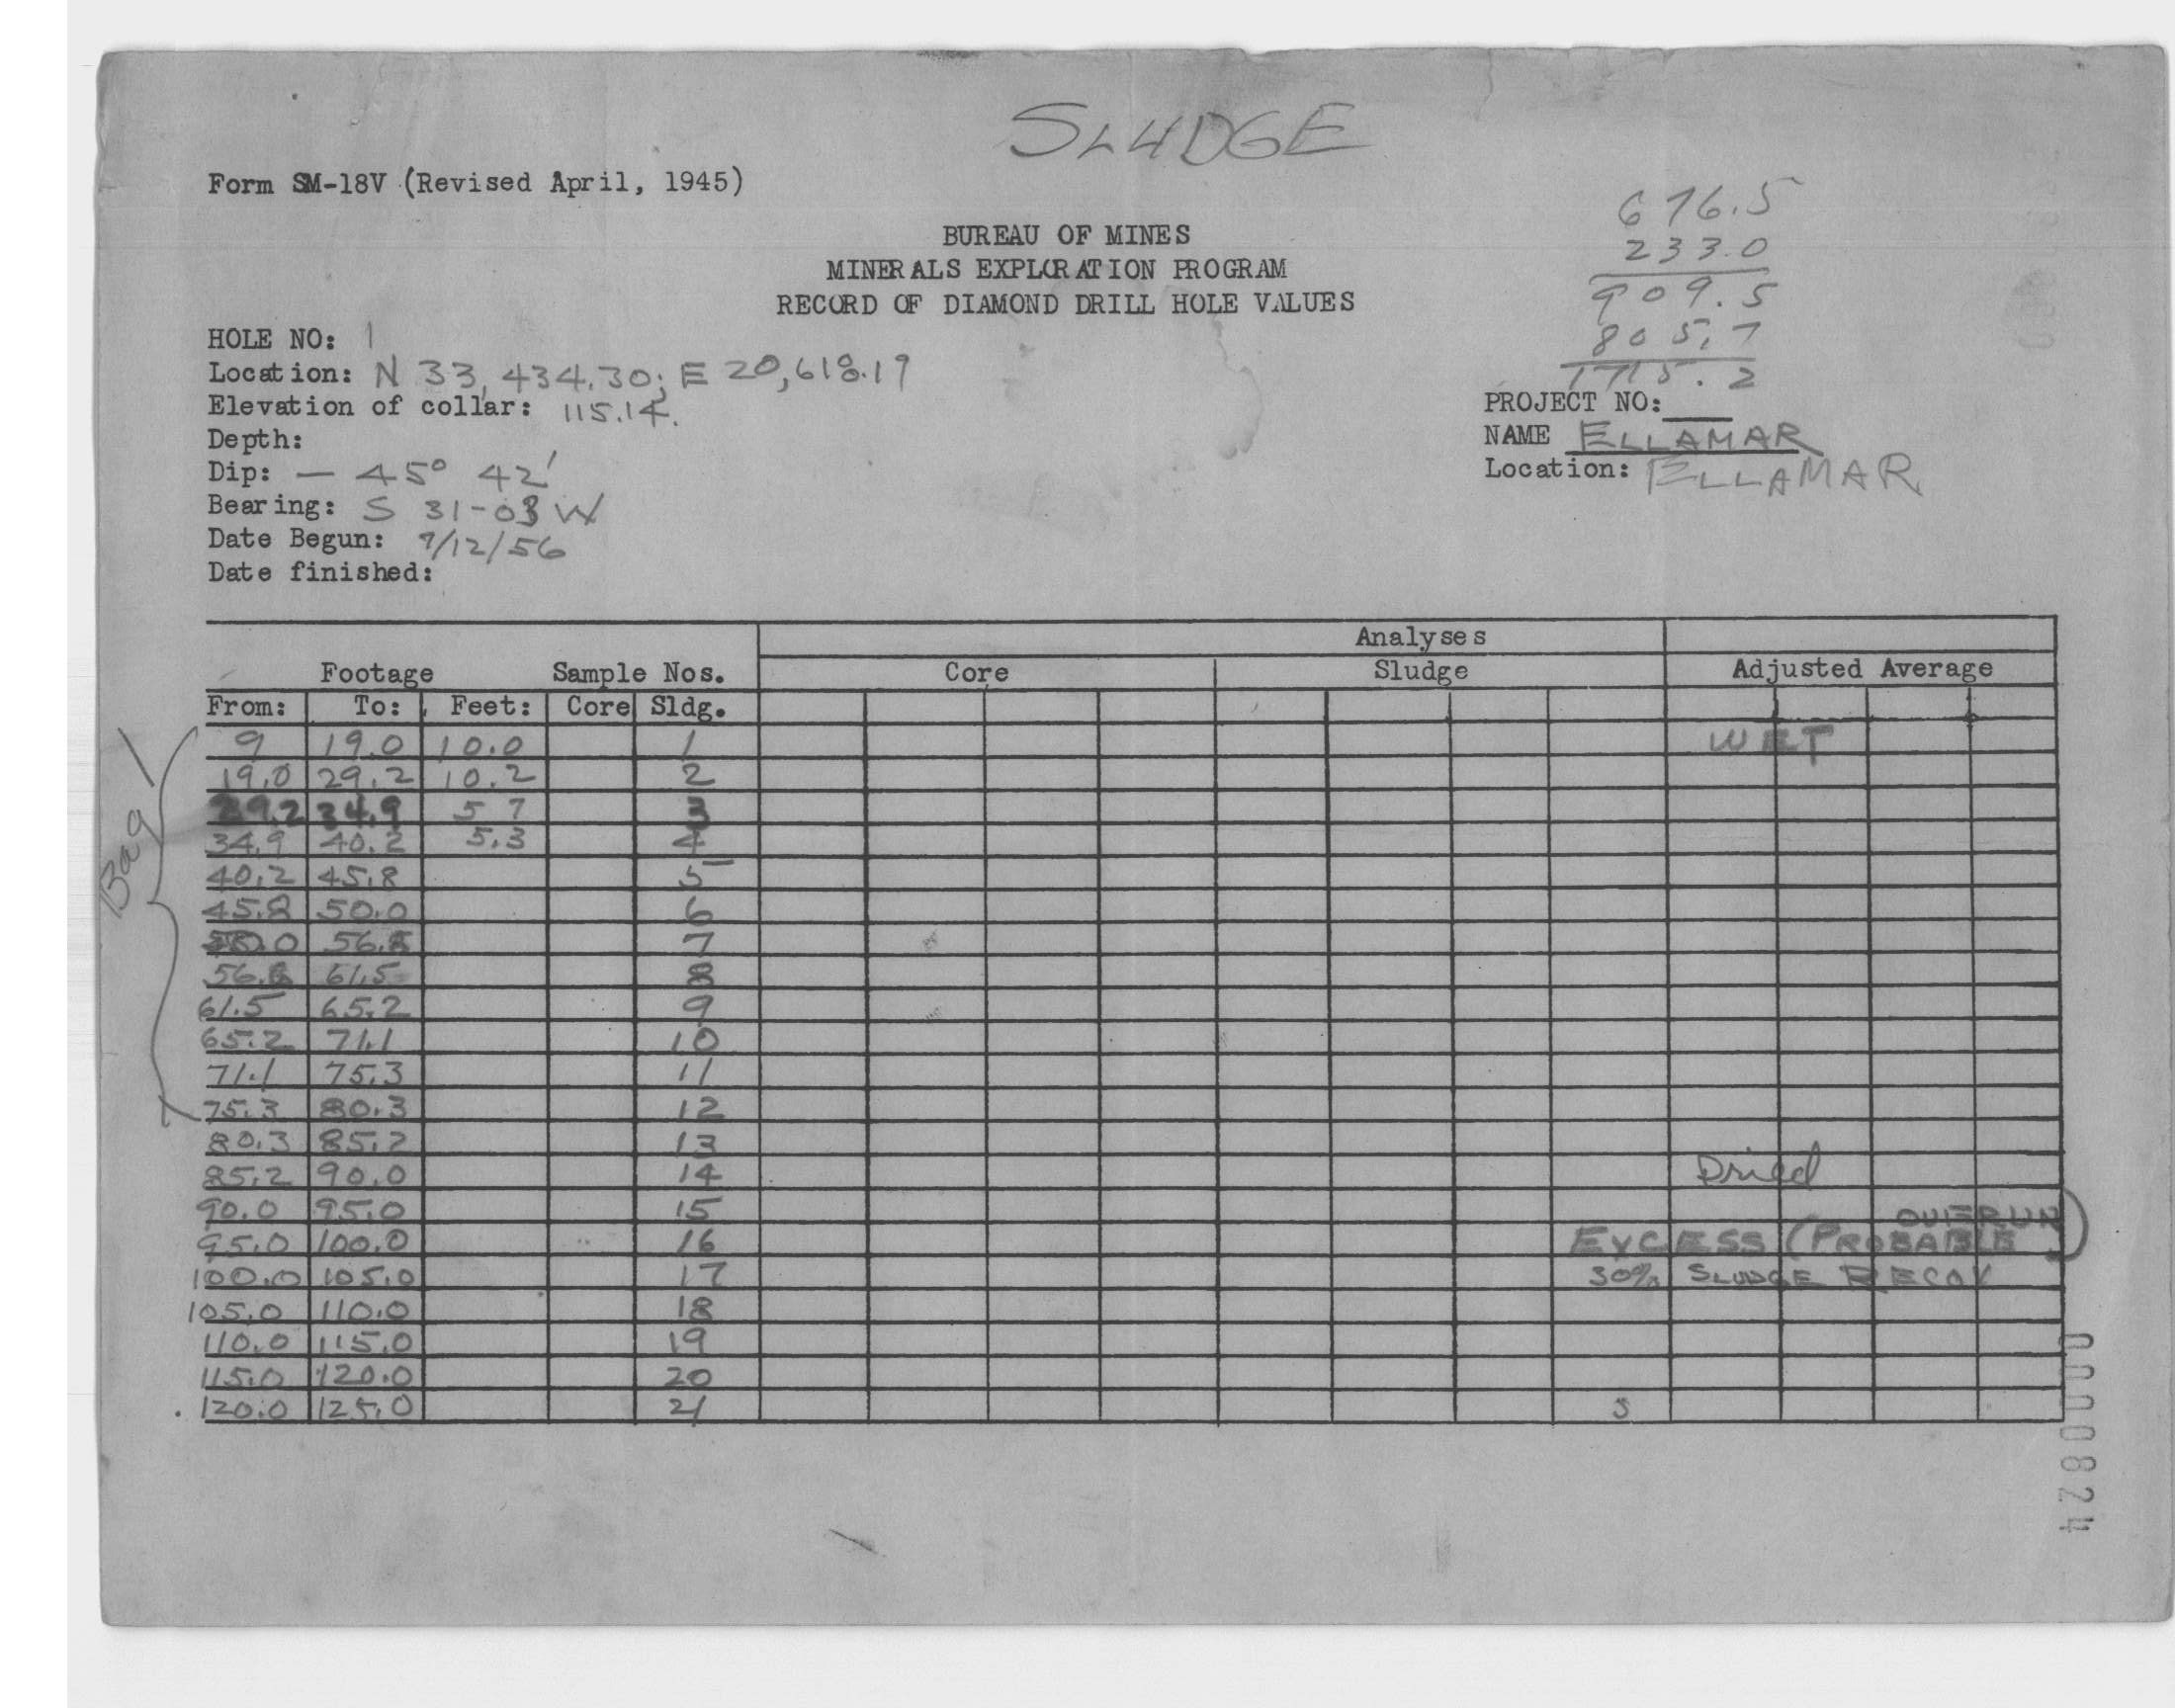 SLUDGE
Form SM-18V (Revised April, 1945)
676.5
233.0
909.5
805.7
1715.2
BUREAU OF MINES
MINERALS EXPLORATION PROGRAM
RECORD OF DIAMOND DRILL HOLE VALUES
HOLE NO: 1
Location: N 33,434.30; E 20,618.19
Elevation of collar: 115.14.
Depth:
Dip: — 45° 42'
Bearing: S 31-03 W
Date Begun: 9/12/56
Date finished:
PROJECT NO:
NAME ELLAMAR
Location: ELLAMAR
Analyses
Footage Sample Nos. Core Sludge Adjusted Average
From: To: Feet: Core Sldg.
Bag 1
9 19.0 10.0 1 WET
19.0 29.2 10.2 2
29.2 34.9 5 7 3
34.9 40.2 5.3 4
40.2 45.8 5
45.8 50.0 6
50.0 56.8 7
56.8 61.5 8
61.5 65.2 9
65.2 71.1 10
71.1 75.3 11
75.3 80.3 12
80.3 85.2 13
85.2 90.0 14 Dried
90.0 95.0 15 OVERUN)
95.0 100.0 16 EXCESS (PROBABLE
100.0 105.0 17 30% SLUDGE RECOV
105.0 110.0 18
110.0 115.0 19
115.0 120.0 20
120.0 125.0 21 S
0000824